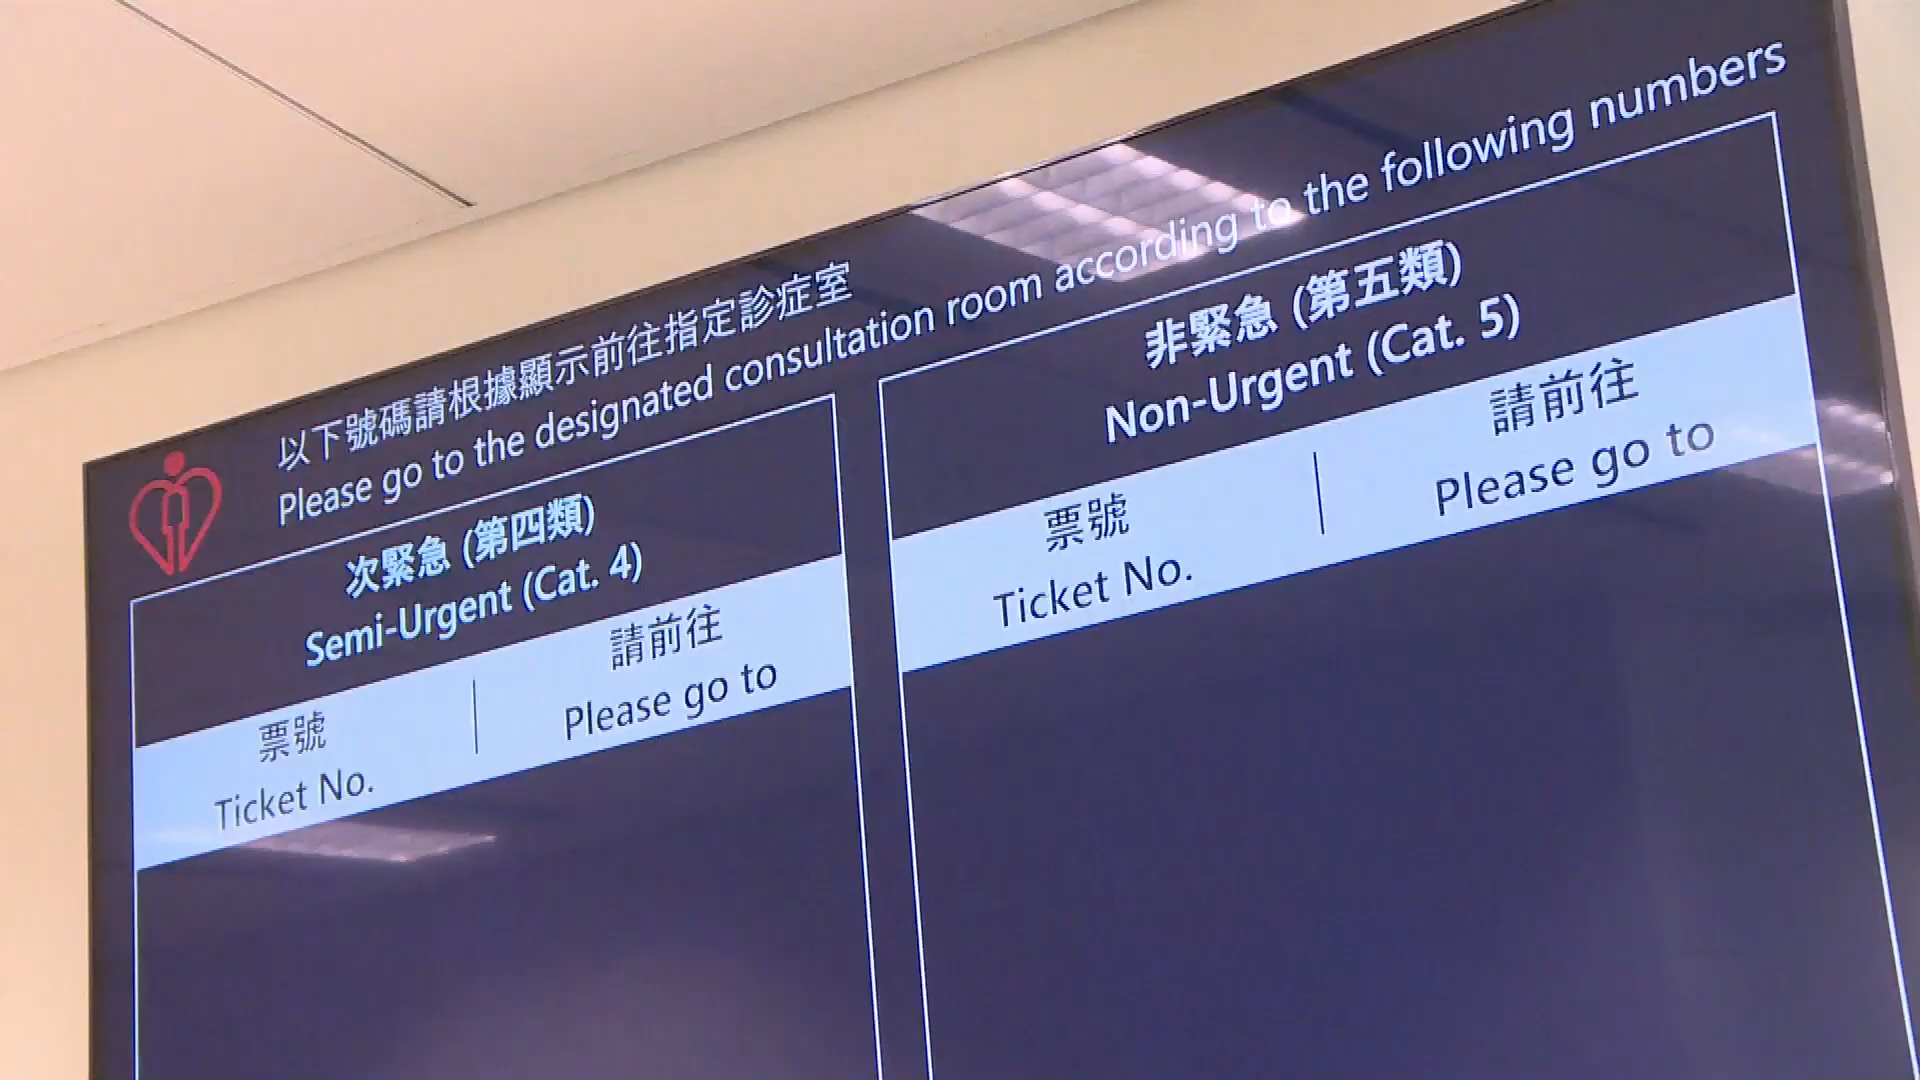 以下號碼請根據顯示前往指定診症室
Please go to the designated consultation room according to the following numbers
次緊急 (第四類)
Semi-Urgent (Cat. 4)
票號
請前往
Ticket No.
Please go to
非緊急 (第五類)
Non-Urgent (Cat. 5)
票號
請前往
Ticket No.
Please go to